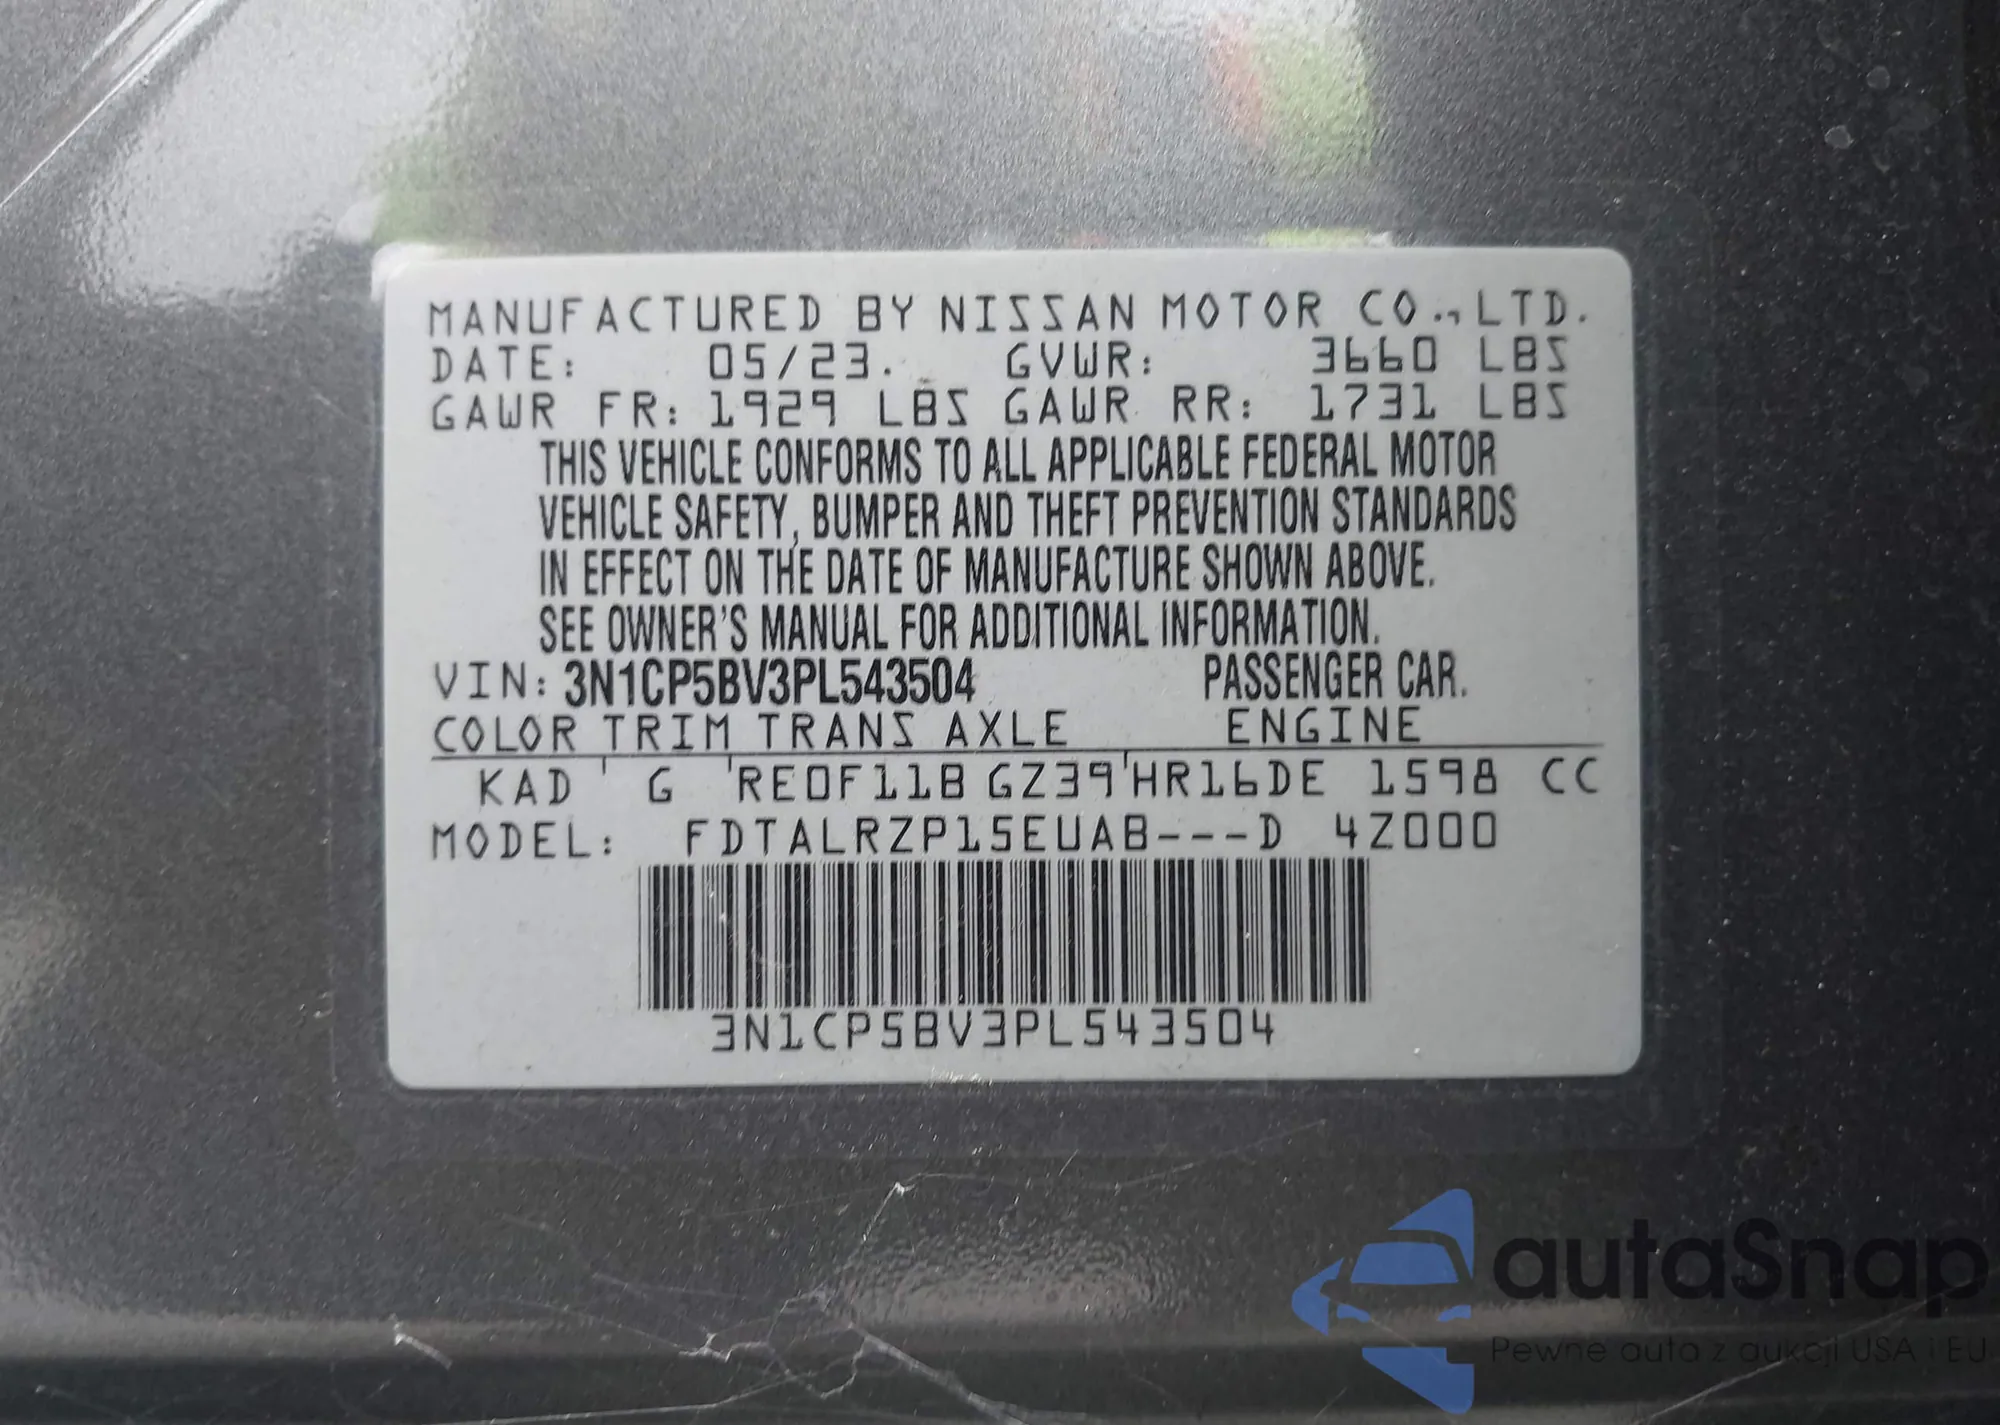 MANUFACTURED BY NISSAN MOTOR CO., LTD.
DATE: 05/23. GVWR: 3660 LBS
GAWR FR: 1929 LBS GAWR RR: 1731 LBS
THIS VEHICLE CONFORMS TO ALL APPLICABLE FEDERAL MOTOR
VEHICLE SAFETY, BUMPER AND THEFT PREVENTION STANDARDS
IN EFFECT ON THE DATE OF MANUFACTURE SHOWN ABOVE.
SEE OWNER'S MANUAL FOR ADDITIONAL INFORMATION.
VIN: 3N1CP5BV3PL543504 PASSENGER CAR.
COLOR TRIM TRANS AXLE ENGINE
KAD G RE0F11B GZ39 HR16DE 1598 CC
MODEL: FDTALRZP15EUAB---D 4Z000
3N1CP5BV3PL543504
autaSnap
Pewne auta z aukcji USA i EU